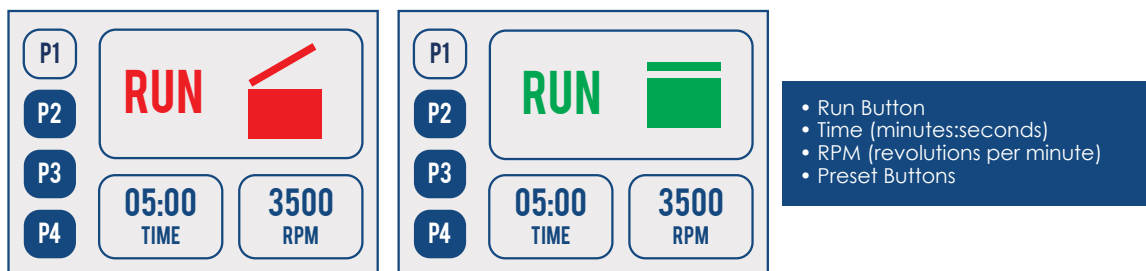 P1
P2
P3
P4
RUN
05:00
TIME
3500
RPM
P1
P2
P3
P4
RUN
05:00
TIME
3500
RPM
• Run Button
• Time (minutes:seconds)
• RPM (revolutions per minute)
• Preset Buttons